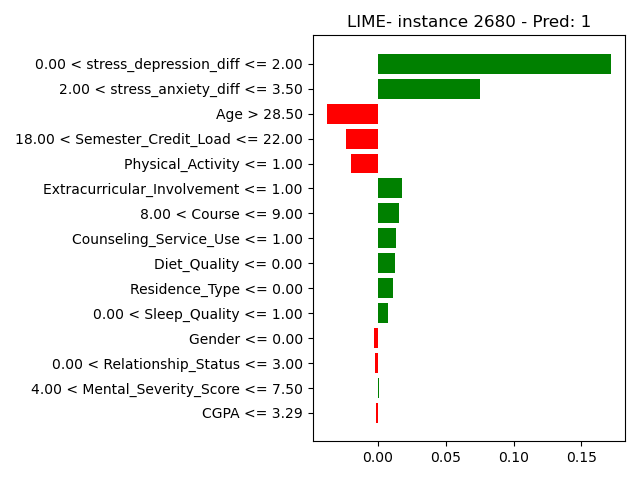 LIME- instance 2680 - Pred: 1
0.00 < stress_depression_diff <= 2.00
2.00 < stress_anxiety_diff <= 3.50
Age > 28.50
18.00 < Semester_Credit_Load <= 22.00
Physical_Activity <= 1.00
Extracurricular_Involvement <= 1.00
8.00 < Course <= 9.00
Counseling_Service_Use <= 1.00
Diet_Quality <= 0.00
Residence_Type <= 0.00
0.00 < Sleep_Quality <= 1.00
Gender <= 0.00
0.00 < Relationship_Status <= 3.00
4.00 < Mental_Severity_Score <= 7.50
CGPA <= 3.29
0.00 0.05 0.10 0.15